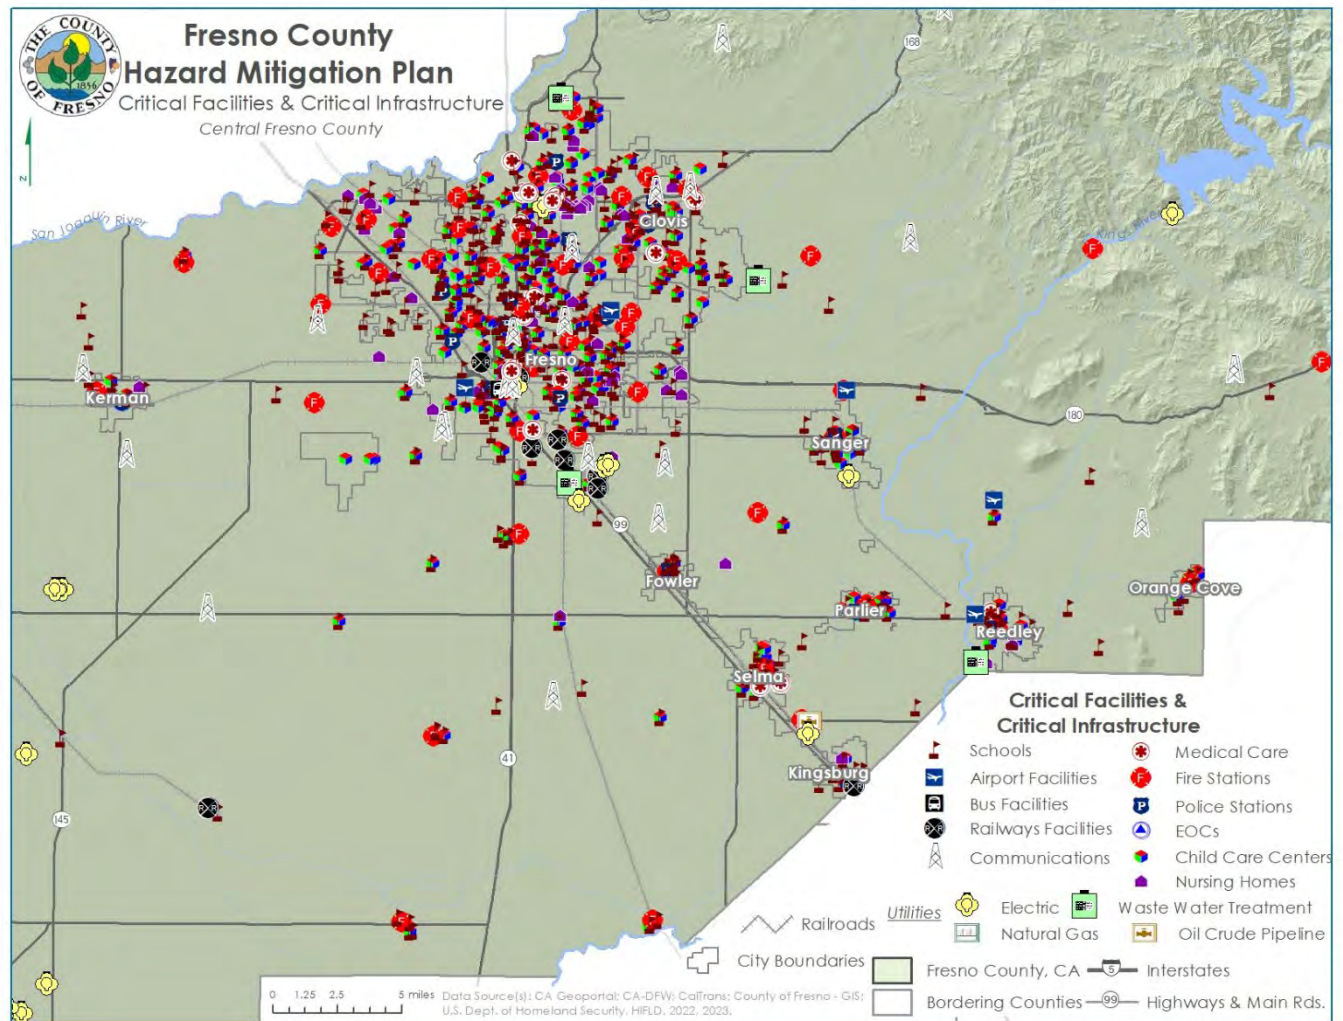 THE COUNTY
OF FRESNO
1856
Fresno County
Hazard Mitigation Plan
Critical Facilities & Critical Infrastructure
Central Fresno County
N
168
San Joaquin River
Clovis
Kings River
Fresno
Kerman
180
Sanger
99
Fowler
Orange Cove
Parlier
Reedley
Selma
41
Kingsburg
145
Critical Facilities &
Critical Infrastructure
Schools
Medical Care
Airport Facilities
Fire Stations
Bus Facilities
Police Stations
Railways Facilities
EOCs
Communications
Child Care Centers
Nursing Homes
Railroads
Utilities
Electric
Waste Water Treatment
Natural Gas
Oil Crude Pipeline
City Boundaries
Fresno County, CA
5
Interstates
Bordering Counties
99
Highways & Main Rds.
0 1.25 2.5 5 miles
Data Source(s): CA Geoportal; CA-DFW; CalTrans; County of Fresno - GIS;
U.S. Dept. of Homeland Security, HIFLD, 2022, 2023.